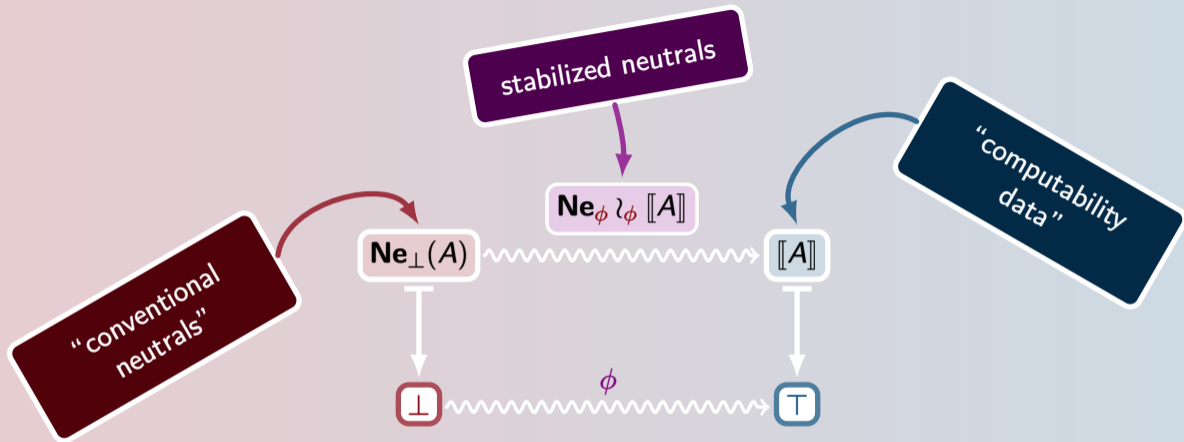 stabilized neutrals
“computability
data”
𝐍𝐞_ϕ ≀_ϕ ⟦A⟧
“conventional
neutrals”
𝐍𝐞_⊥(A)
⟦A⟧
ϕ
⊥
⊤